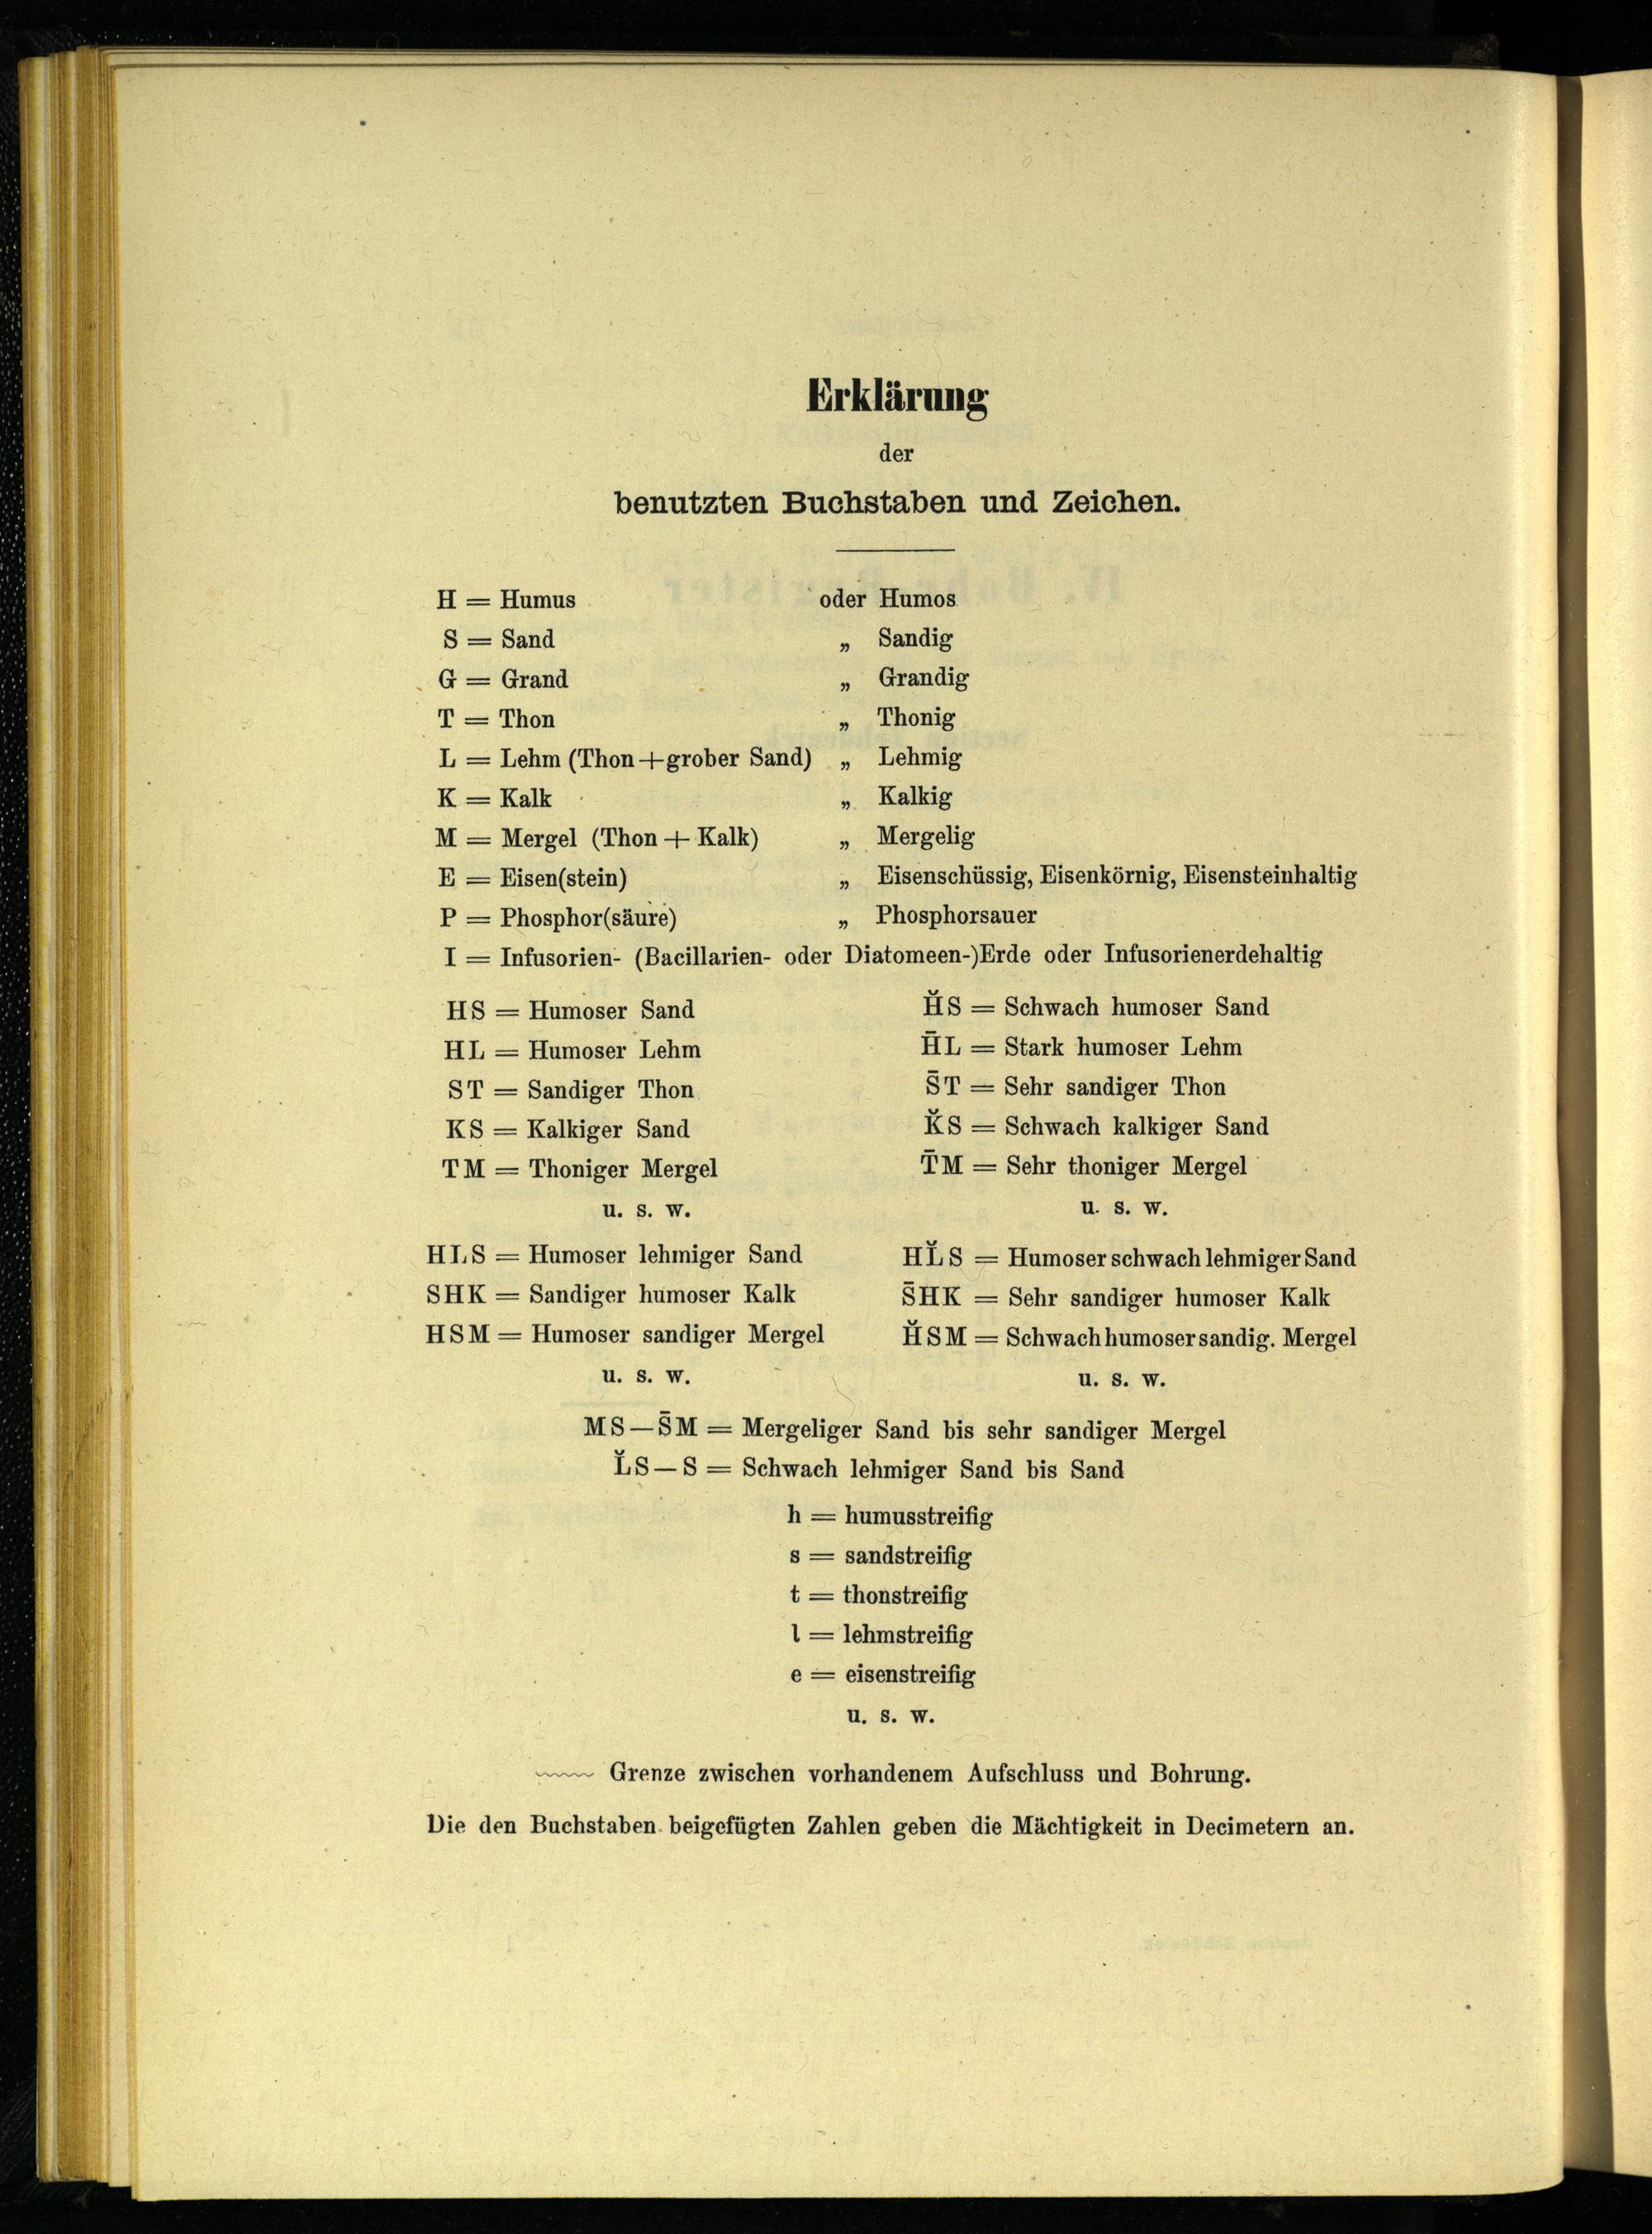 Erklärung
der
benutzten Buchstaben und Zeichen.
H = Humus oder Humos
S = Sand „ Sandig
G = Grand „ Grandig
T = Thon „ Thonig
L = Lehm (Thon+grober Sand) „ Lehmig
K = Kalk „ Kalkig
M = Mergel (Thon + Kalk) „ Mergelig
E = Eisen(stein) „ Eisenschüssig, Eisenkörnig, Eisensteinhaltig
P = Phosphor(säure) „ Phosphorsauer
I = Infusorien- (Bacillarien- oder Diatomeen-)Erde oder Infusorienerdehaltig
HS = Humoser Sand H̆S = Schwach humoser Sand
HL = Humoser Lehm H̄L = Stark humoser Lehm
ST = Sandiger Thon S̄T = Sehr sandiger Thon
KS = Kalkiger Sand K̆S = Schwach kalkiger Sand
TM = Thoniger Mergel T̄M = Sehr thoniger Mergel
u. s. w. u. s. w.
HLS = Humoser lehmiger Sand HL̆S = Humoser schwach lehmiger Sand
SHK = Sandiger humoser Kalk S̄HK = Sehr sandiger humoser Kalk
HSM = Humoser sandiger Mergel H̆SM = Schwach humoser sandig. Mergel
u. s. w. u. s. w.
MS—S̄M = Mergeliger Sand bis sehr sandiger Mergel
L̆S—S = Schwach lehmiger Sand bis Sand
h = humusstreifig
s = sandstreifig
t = thonstreifig
l = lehmstreifig
e = eisenstreifig
u. s. w.
Grenze zwischen vorhandenem Aufschluss und Bohrung.
Die den Buchstaben beigefügten Zahlen geben die Mächtigkeit in Decimetern an.